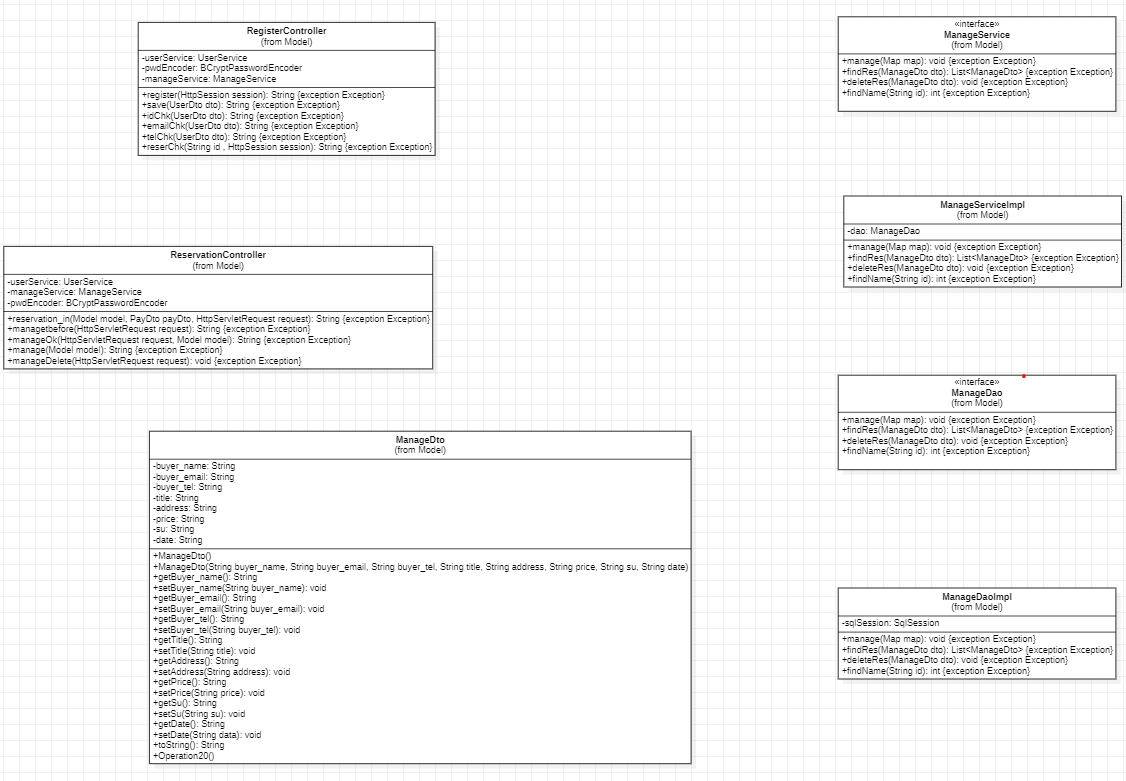 RegisterController
(from Model)
-userService: UserService
-pwdEncoder: BCryptPasswordEncoder
-manageService: ManageService
+register(HttpSession session): String {exception Exception}
+save(UserDto dto): String {exception Exception}
+idChk(UserDto dto): String {exception Exception}
+emailChk(UserDto dto): String {exception Exception}
+telChk(UserDto dto): String {exception Exception}
+reserChk(String id , HttpSession session): String {exception Exception}
«interface»
ManageService
(from Model)
+manage(Map map): void {exception Exception}
+findRes(ManageDto dto): List<ManageDto> {exception Exception}
+deleteRes(ManageDto dto): void {exception Exception}
+findName(String id): int {exception Exception}
ManageServiceImpl
(from Model)
-dao: ManageDao
+manage(Map map): void {exception Exception}
+findRes(ManageDto dto): List<ManageDto> {exception Exception}
+deleteRes(ManageDto dto): void {exception Exception}
+findName(String id): int {exception Exception}
ReservationController
(from Model)
-userService: UserService
-manageService: ManageService
-pwdEncoder: BCryptPasswordEncoder
+reservation_in(Model model, PayDto payDto, HttpServletRequest request): String {exception Exception}
+managetbefore(HttpServletRequest request): String {exception Exception}
+manageOk(HttpServletRequest request, Model model): String {exception Exception}
+manage(Model model): String {exception Exception}
+manageDelete(HttpServletRequest request): void {exception Exception}
«interface»
ManageDao
(from Model)
+manage(Map map): void {exception Exception}
+findRes(ManageDto dto): List<ManageDto> {exception Exception}
+deleteRes(ManageDto dto): void {exception Exception}
+findName(String id): int {exception Exception}
ManageDto
(from Model)
-buyer_name: String
-buyer_email: String
-buyer_tel: String
-title: String
-address: String
-price: String
-su: String
-date: String
+ManageDto()
+ManageDto(String buyer_name, String buyer_email, String buyer_tel, String title, String address, String price, String su, String date)
+getBuyer_name(): String
+setBuyer_name(String buyer_name): void
+getBuyer_email(): String
+setBuyer_email(String buyer_email): void
+getBuyer_tel(): String
+setBuyer_tel(String buyer_tel): void
+getTitle(): String
+setTitle(String title): void
+getAddress(): String
+setAddress(String address): void
+getPrice(): String
+setPrice(String price): void
+getSu(): String
+setSu(String su): void
+getDate(): String
+setDate(String data): void
+toString(): String
+Operation20()
ManageDaoImpl
(from Model)
-sqlSession: SqlSession
+manage(Map map): void {exception Exception}
+findRes(ManageDto dto): List<ManageDto> {exception Exception}
+deleteRes(ManageDto dto): void {exception Exception}
+findName(String id): int {exception Exception}